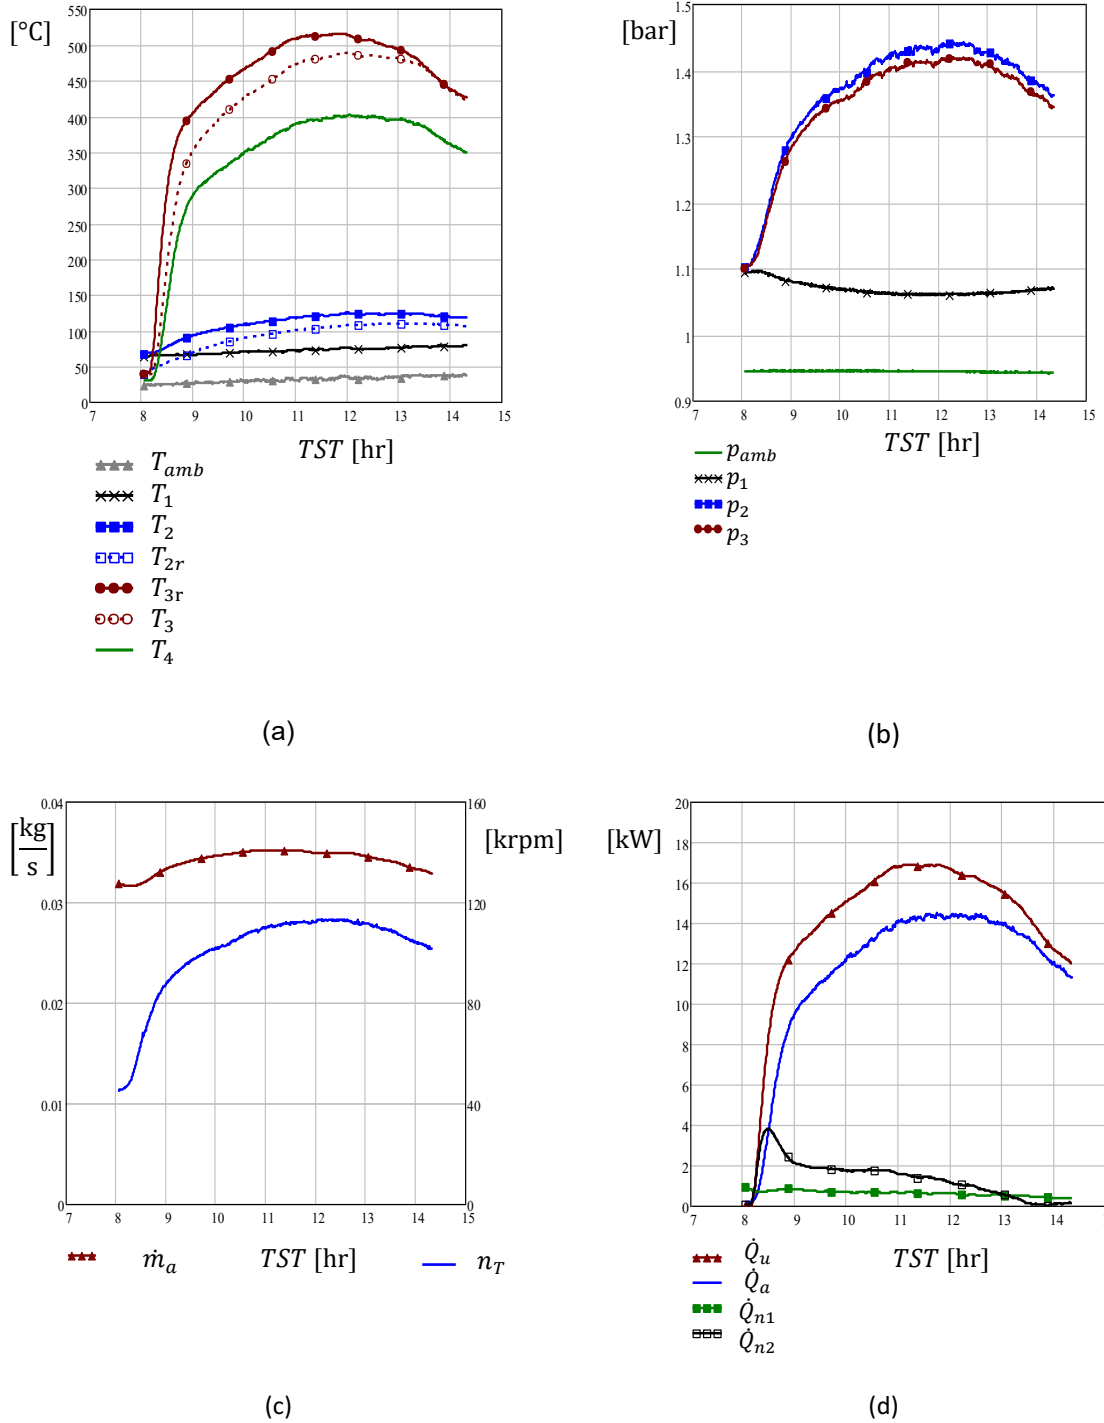 [°C]
550
500
450
400
350
300
250
200
150
100
50
0
7 8 9 10 11 12 13 14 15
TST [hr]
T_amb
T_1
T_2
T_2r
T_3r
T_3
T_4
(a)
[bar]
1.5
1.4
1.3
1.2
1.1
1
0.9
7 8 9 10 11 12 13 14 15
TST [hr]
p_amb
p_1
p_2
p_3
(b)
[kg/s]
0.04
0.03
0.02
0.01
0
160
120
80
40
0
[krpm]
7 8 9 10 11 12 13 14 15
ṁ_a TST [hr] n_T
(c)
[kW]
20
18
16
14
12
10
8
6
4
2
0
7 8 9 10 11 12 13 14 1
TST [hr]
Q̇_u
Q̇_a
Q̇_n1
Q̇_n2
(d)